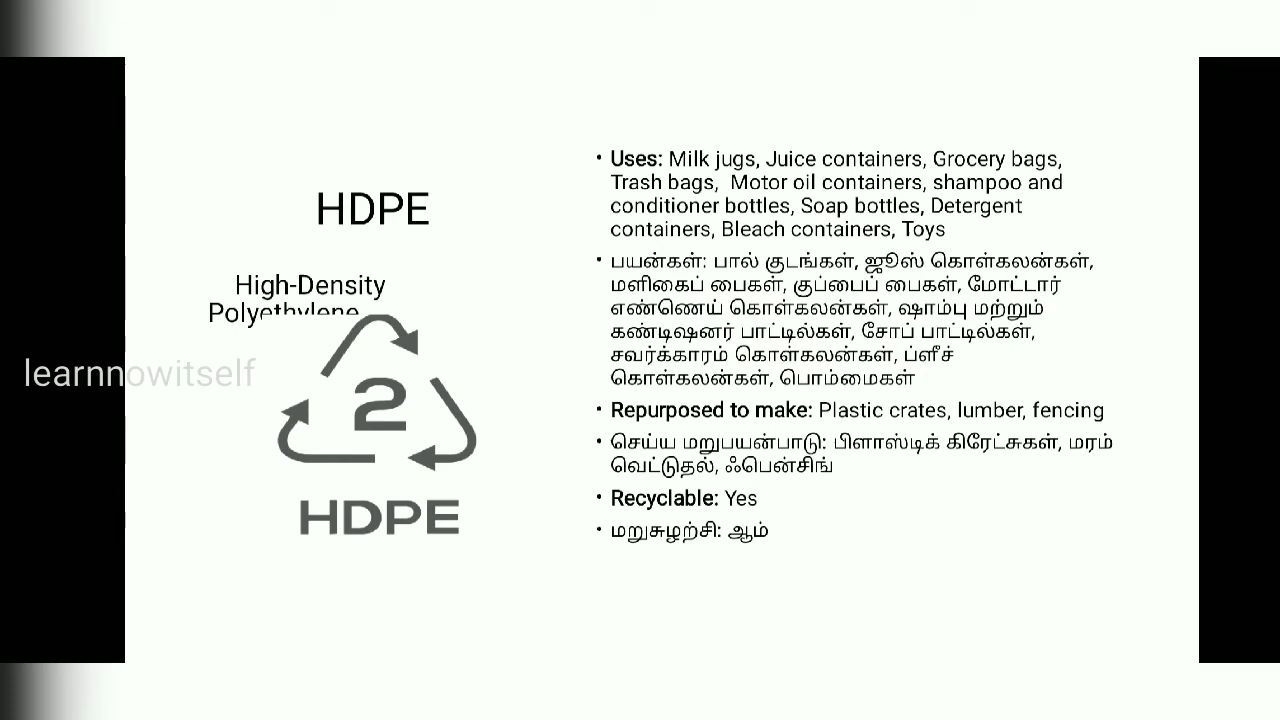 HDPE
High-Density
Polyethylene
2
HDPE
learnnowitself
• Uses: Milk jugs, Juice containers, Grocery bags,
Trash bags, Motor oil containers, shampoo and
conditioner bottles, Soap bottles, Detergent
containers, Bleach containers, Toys
• பயன்கள்: பால் குடங்கள், ஜூஸ் கொள்கலன்கள்,
மளிகைப் பைகள், குப்பைப் பைகள், மோட்டார்
எண்ணெய் கொள்கலன்கள், ஷாம்பு மற்றும்
கண்டிஷனர் பாட்டில்கள், சோப் பாட்டில்கள்,
சவர்க்காரம் கொள்கலன்கள், ப்ளீச்
கொள்கலன்கள், பொம்மைகள்
• Repurposed to make: Plastic crates, lumber, fencing
• செய்ய மறுபயன்பாடு: பிளாஸ்டிக் கிரேட்சுகள், மரம்
வெட்டுதல், ஃபென்சிங்
• Recyclable: Yes
• மறுசுழற்சி: ஆம்